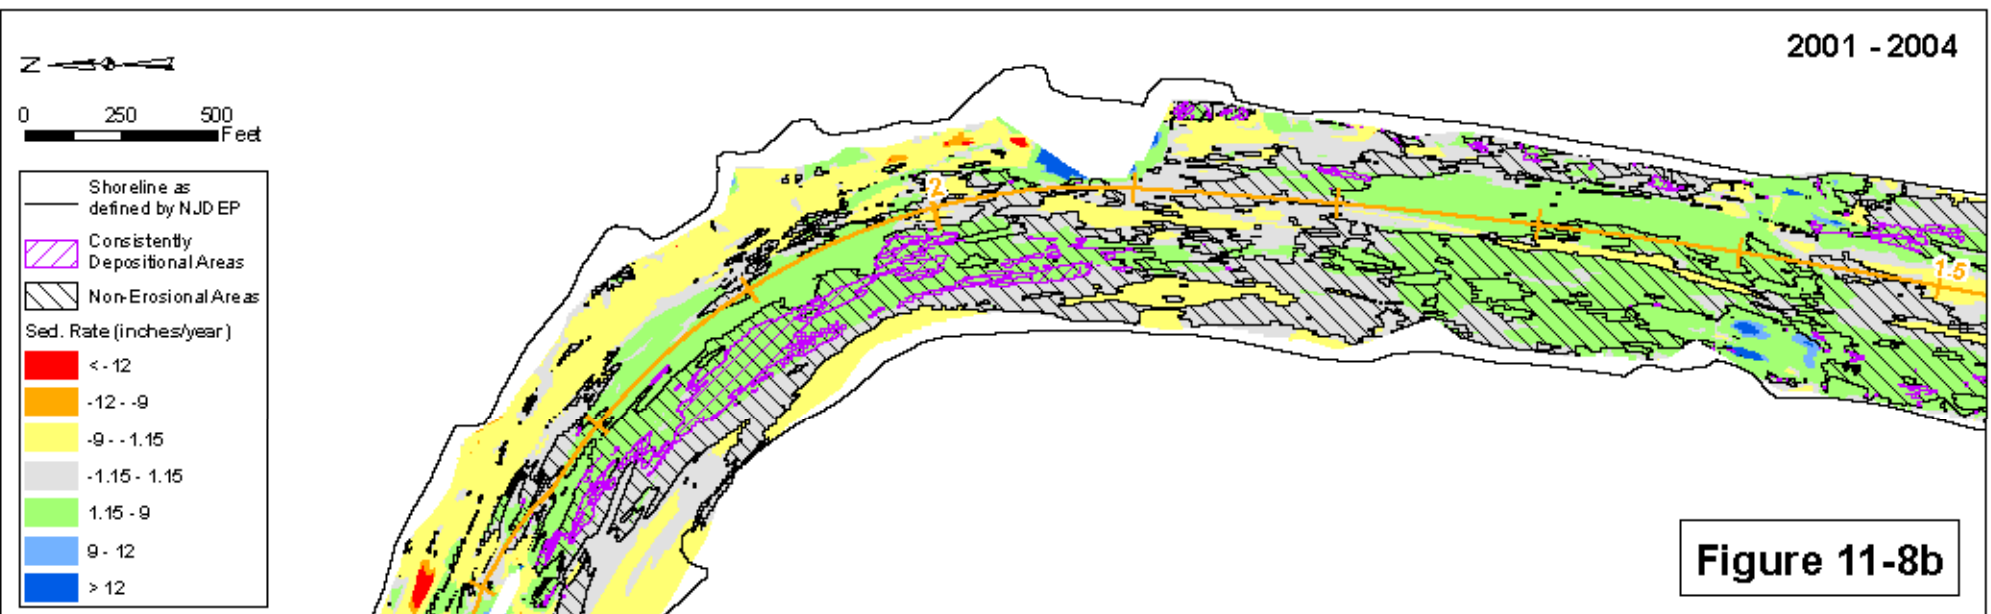 2001 - 2004
N
0 250 500
Feet
Shoreline as
defined by NJDEP
Consistently
Depositional Areas
Non-Erosional Areas
Sed. Rate (inches/year)
< -12
-12 - -9
-9 - -1.15
-1.15 - 1.15
1.15 - 9
9 - 12
> 12
2
1.5
Figure 11-8b